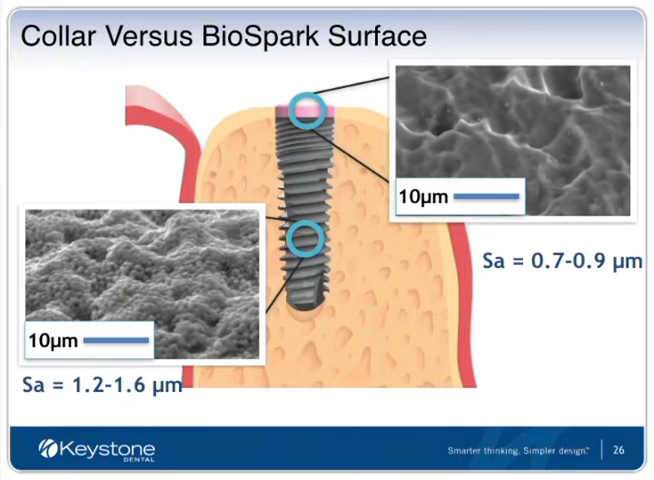 Collar Versus BioSpark Surface
10µm
Sa = 0.7-0.9 µm
10µm
Sa = 1.2-1.6 µm
Keystone
DENTAL
Smarter thinking. Simpler design.™
26